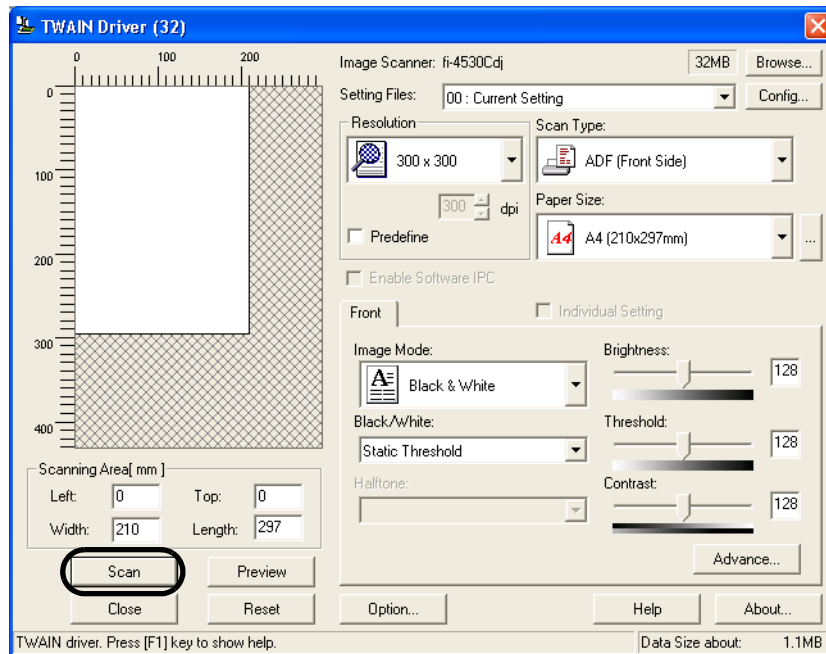 TWAIN Driver (32)
0 100 200
0
100
200
300
400
Image Scanner: fi-4530Cdj 32MB Browse...
Setting Files: 00 : Current Setting Config...
Resolution
300 x 300
300 dpi
Predefine
Scan Type:
ADF (Front Side)
Paper Size:
A4 A4 (210x297mm) ...
Enable Software IPC
Front
Individual Setting
Image Mode:
A Black & White
Black/White:
Static Threshold
Halftone:
Brightness:
128
Threshold:
128
Contrast:
128
Advance...
Scanning Area[ mm ]
Left: 0 Top: 0
Width: 210 Length: 297
Scan Preview
Close Reset Option... Help About...
TWAIN driver. Press [F1] key to show help. Data Size about: 1.1MB